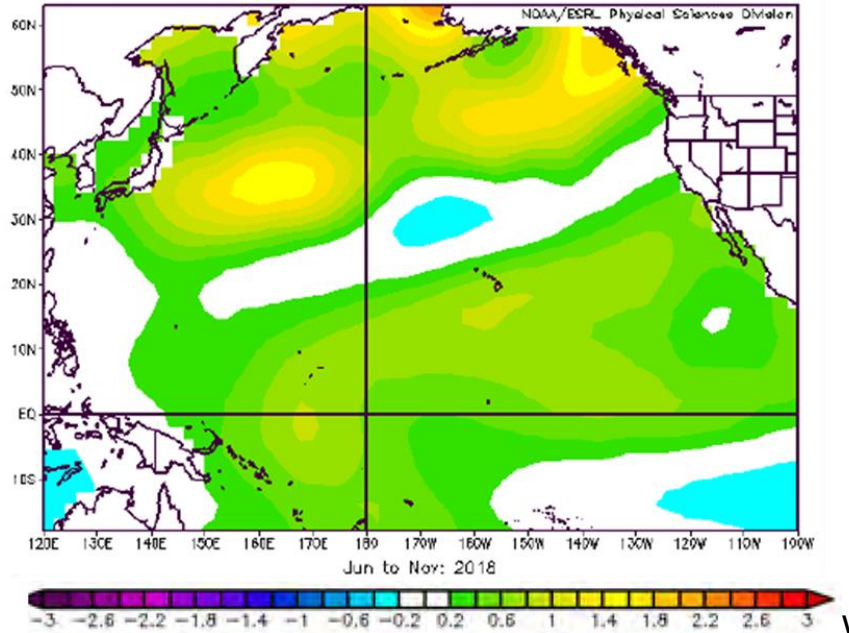 NOAA/ESRL Physical Sciences Division
60N
50N
40N
30N
20N
10N
EQ
10S
120E 130E 140E 150E 160E 170E 180 170W 160W 150W 140W 130W 120W 110W 100W
Jun to Nov: 2018
-3. -2.6 -2.2 -1.8 -1.4 -1 -0.6 -0.2 0.2 0.6 1 1.4 1.8 2.2 2.6 3.